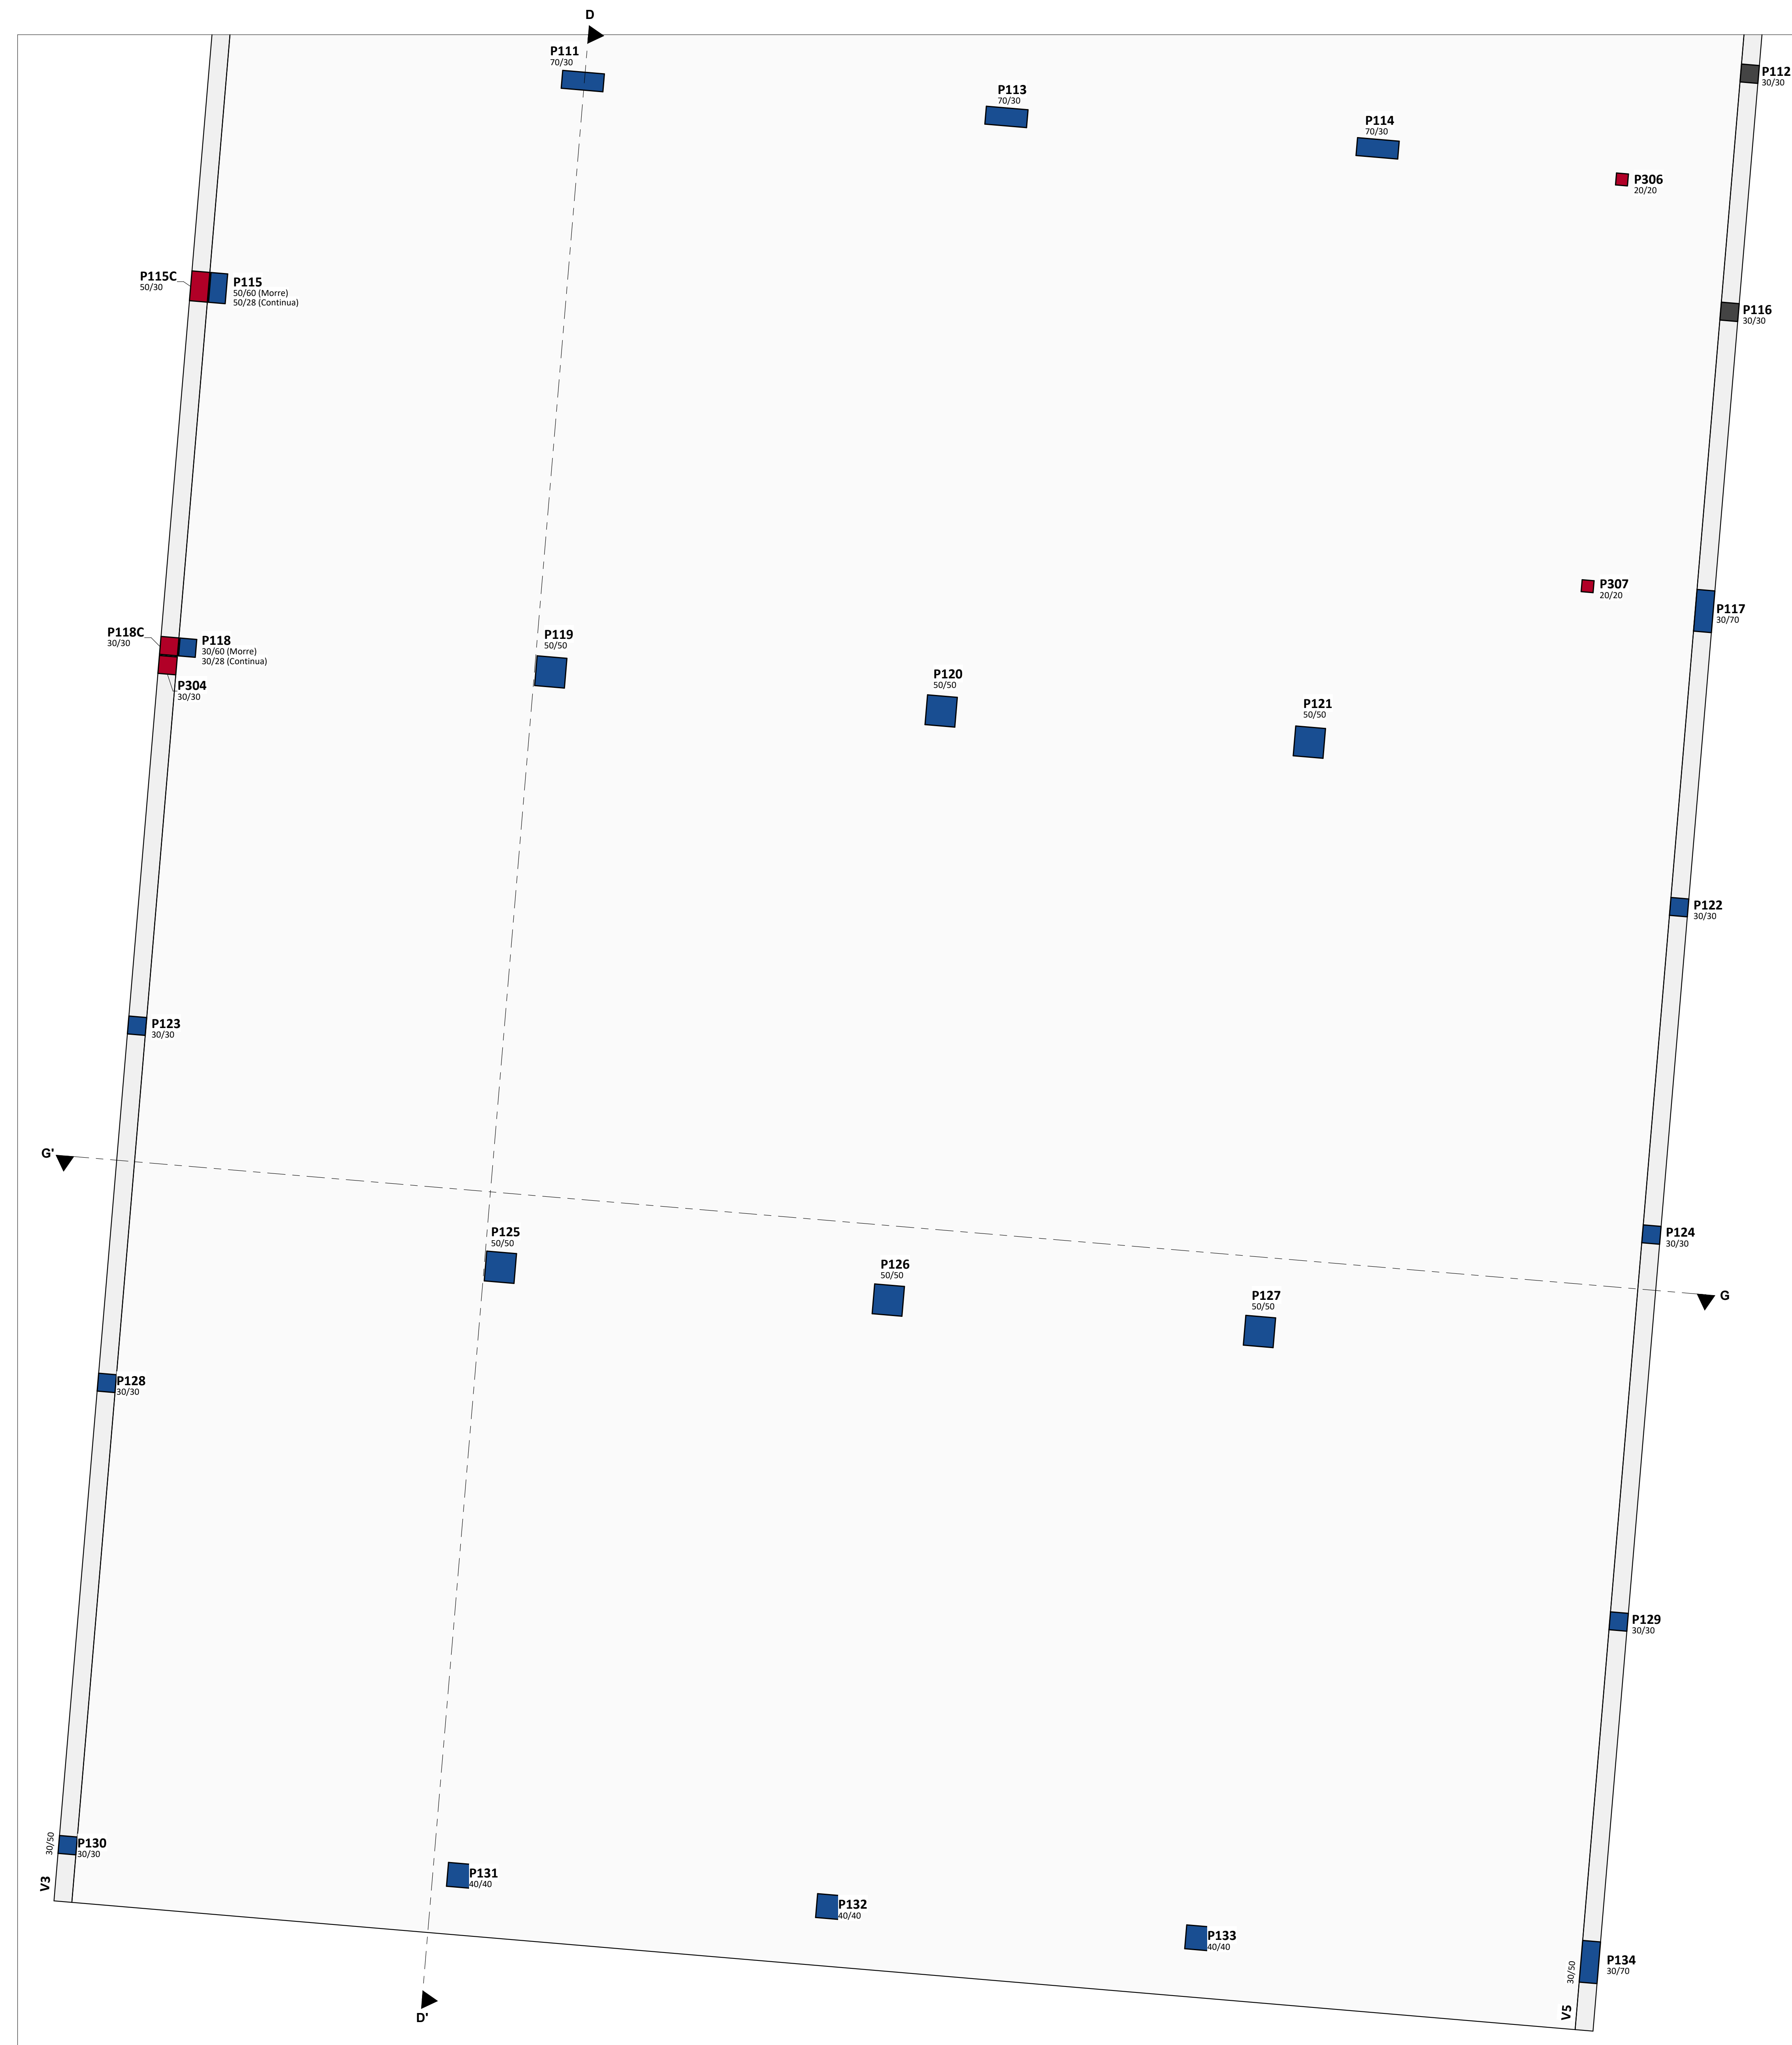 D
P111
70/30
P112
30/30
P113
70/30
P114
70/30
P306
20/20
P115C
50/30
P115
50/60 (Morre)
50/28 (Continua)
P116
30/30
P307
20/20
P117
30/70
P118C
30/30
P118
30/60 (Morre)
30/28 (Continua)
P304
30/30
P119
50/50
P120
50/50
P121
50/50
P122
30/30
P123
30/30
G'
P124
30/30
P125
50/50
P126
50/50
P127
50/50
G
P128
30/30
P129
30/30
30/50
P130
30/30
V3
P131
40/40
P132
40/40
P133
40/40
30/50
P134
30/70
V5
D'